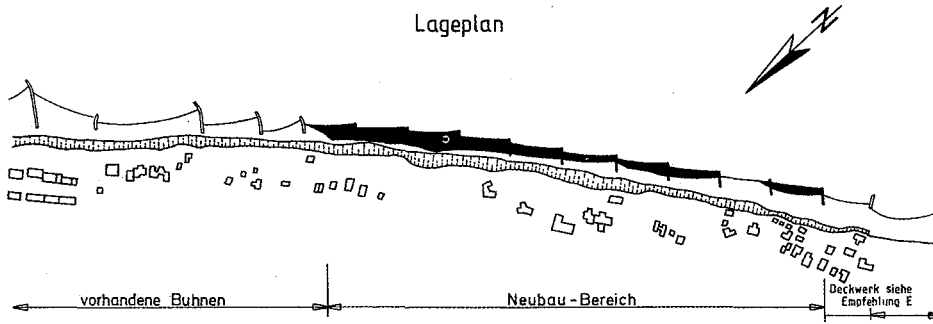 Lageplan
N
vorhandene Buhnen
Neubau-Bereich
Deckwerk siehe
Empfehlung E